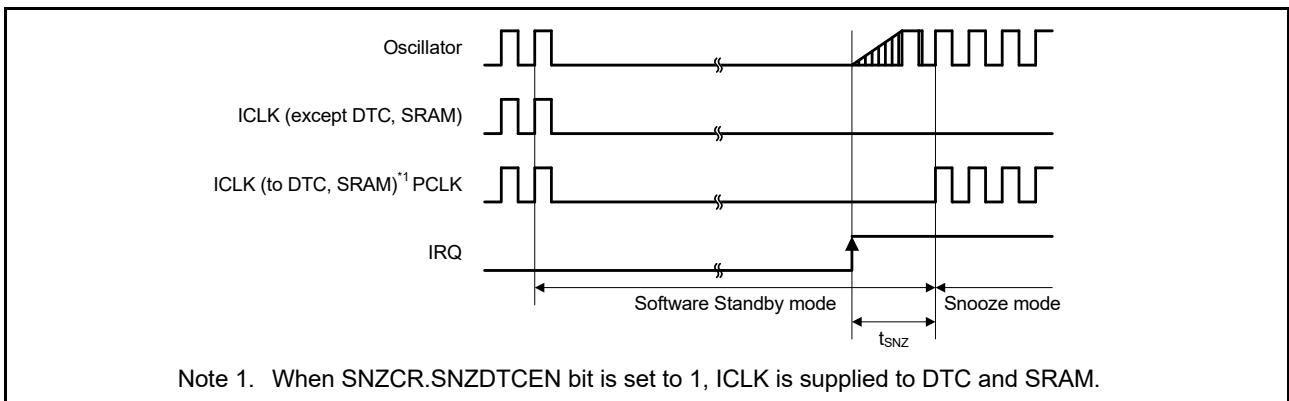 Oscillator
ICLK (except DTC, SRAM)
ICLK (to DTC, SRAM)*1 PCLK
IRQ
Software Standby mode
Snooze mode
tSNZ
Note 1. When SNZCR.SNZDTCEN bit is set to 1, ICLK is supplied to DTC and SRAM.